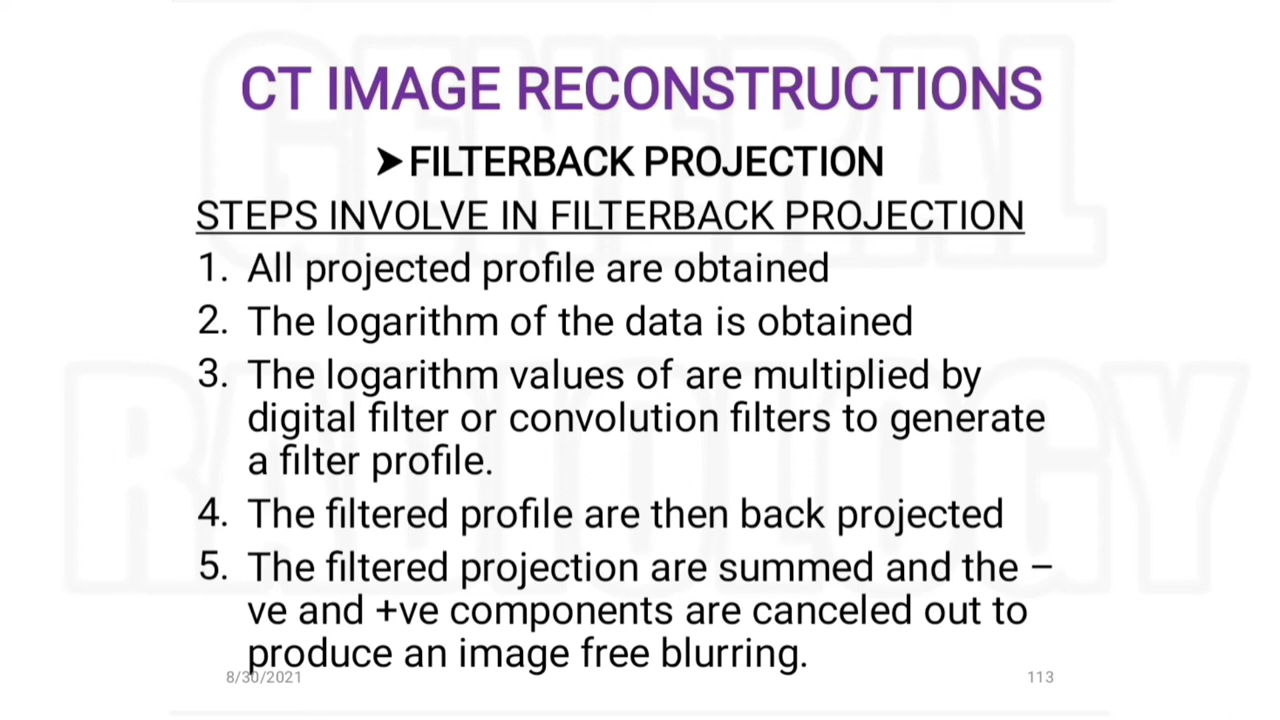 GENERAL
RADIOLOGY
CT IMAGE RECONSTRUCTIONS
➤FILTERBACK PROJECTION
STEPS INVOLVE IN FILTERBACK PROJECTION
1. All projected profile are obtained
2. The logarithm of the data is obtained
3. The logarithm values of are multiplied by
digital filter or convolution filters to generate
a filter profile.
4. The filtered profile are then back projected
5. The filtered projection are summed and the –
ve and +ve components are canceled out to
produce an image free blurring.
8/30/2021
113